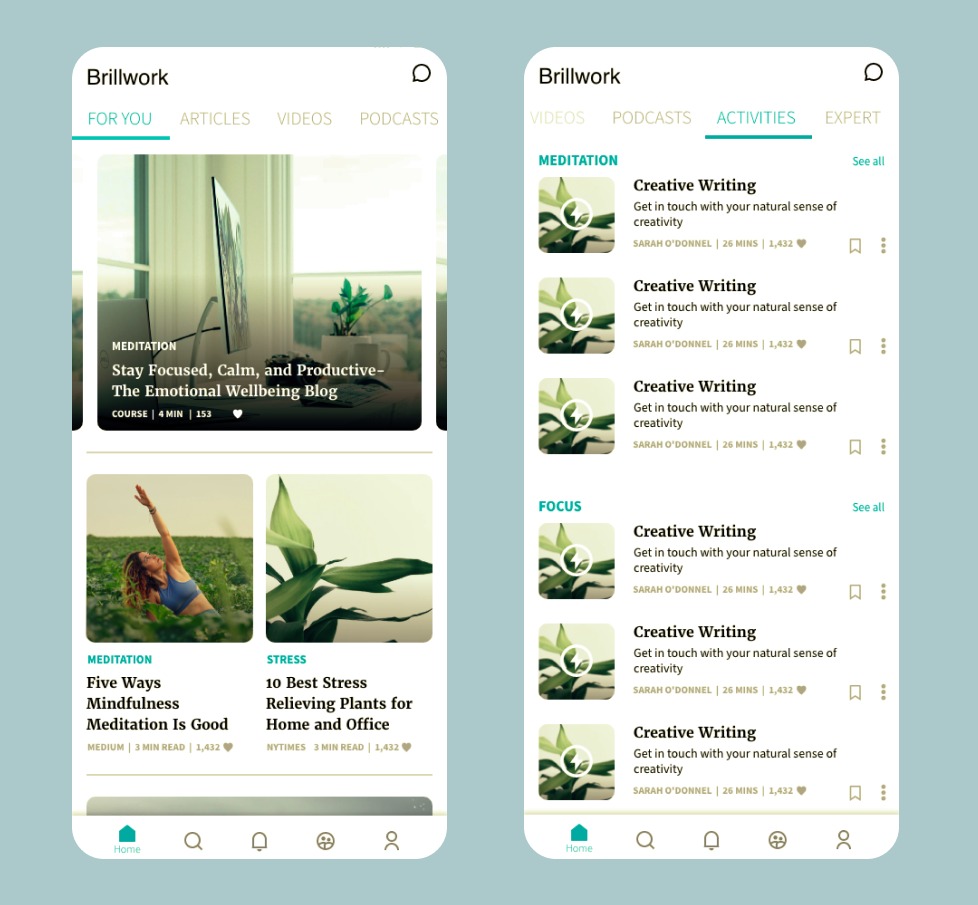 Brillwork
FOR YOU ARTICLES VIDEOS PODCASTS
MEDITATION
Stay Focused, Calm, and Productive–
The Emotional Wellbeing Blog
COURSE | 4 MIN | 153
MEDITATION
Five Ways
Mindfulness
Meditation Is Good
MEDIUM | 3 MIN READ | 1,432
STRESS
10 Best Stress
Relieving Plants for
Home and Office
NYTIMES 3 MIN READ | 1,432
Home
Brillwork
VIDEOS PODCASTS ACTIVITIES EXPERT
MEDITATION See all
Creative Writing
Get in touch with your natural sense of
creativity
SARAH O'DONNEL | 26 MINS | 1,432
Creative Writing
Get in touch with your natural sense of
creativity
SARAH O'DONNEL | 26 MINS | 1,432
Creative Writing
Get in touch with your natural sense of
creativity
SARAH O'DONNEL | 26 MINS | 1,432
FOCUS See all
Creative Writing
Get in touch with your natural sense of
creativity
SARAH O'DONNEL | 26 MINS | 1,432
Creative Writing
Get in touch with your natural sense of
creativity
SARAH O'DONNEL | 26 MINS | 1,432
Creative Writing
Get in touch with your natural sense of
creativity
SARAH O'DONNEL | 26 MINS | 1,432
Home